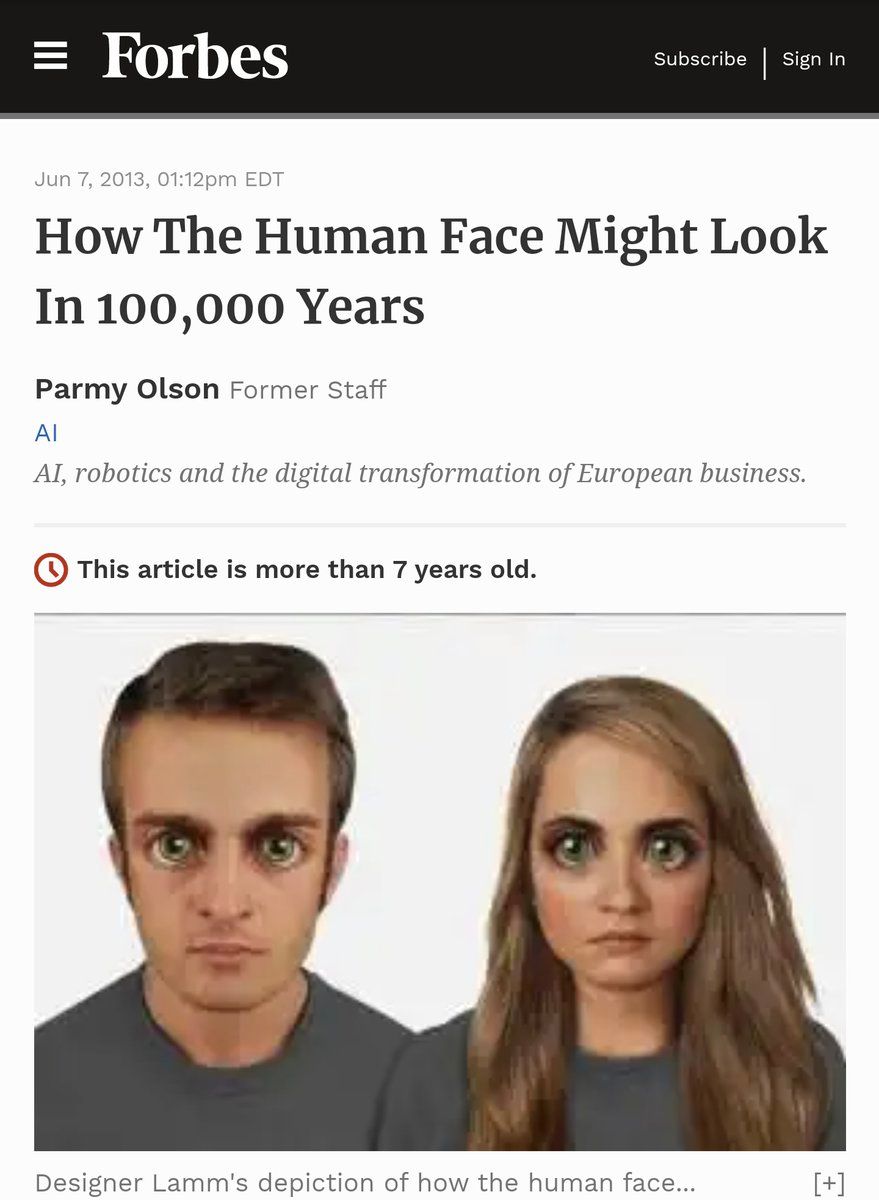 Forbes
Subscribe | Sign In
Jun 7, 2013, 01:12pm EDT
How The Human Face Might Look
In 100,000 Years
Parmy Olson Former Staff
AI
AI, robotics and the digital transformation of European business.
This article is more than 7 years old.
Designer Lamm's depiction of how the human face... [+]